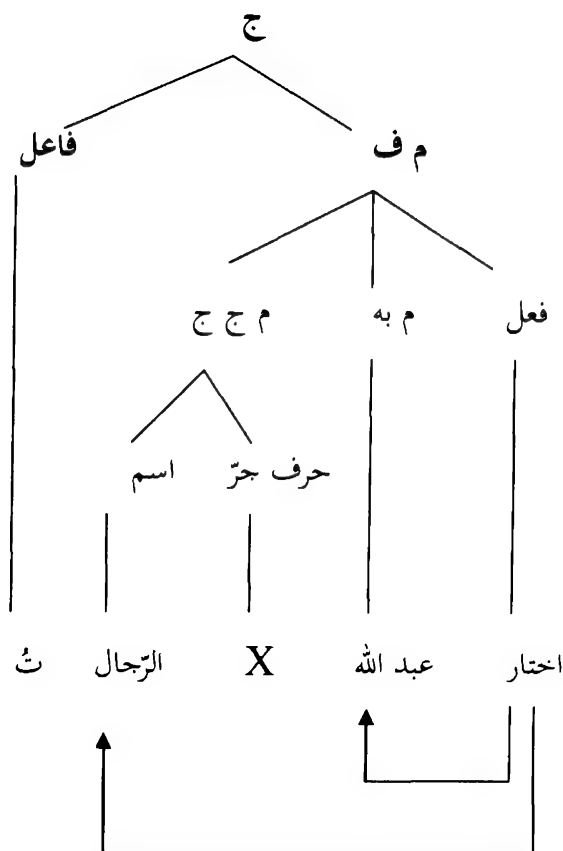 ج
م ف فاعل
فعل م به م ج ج
حرف جرّ اسم
اختار عبد الله X الرّجال تُ